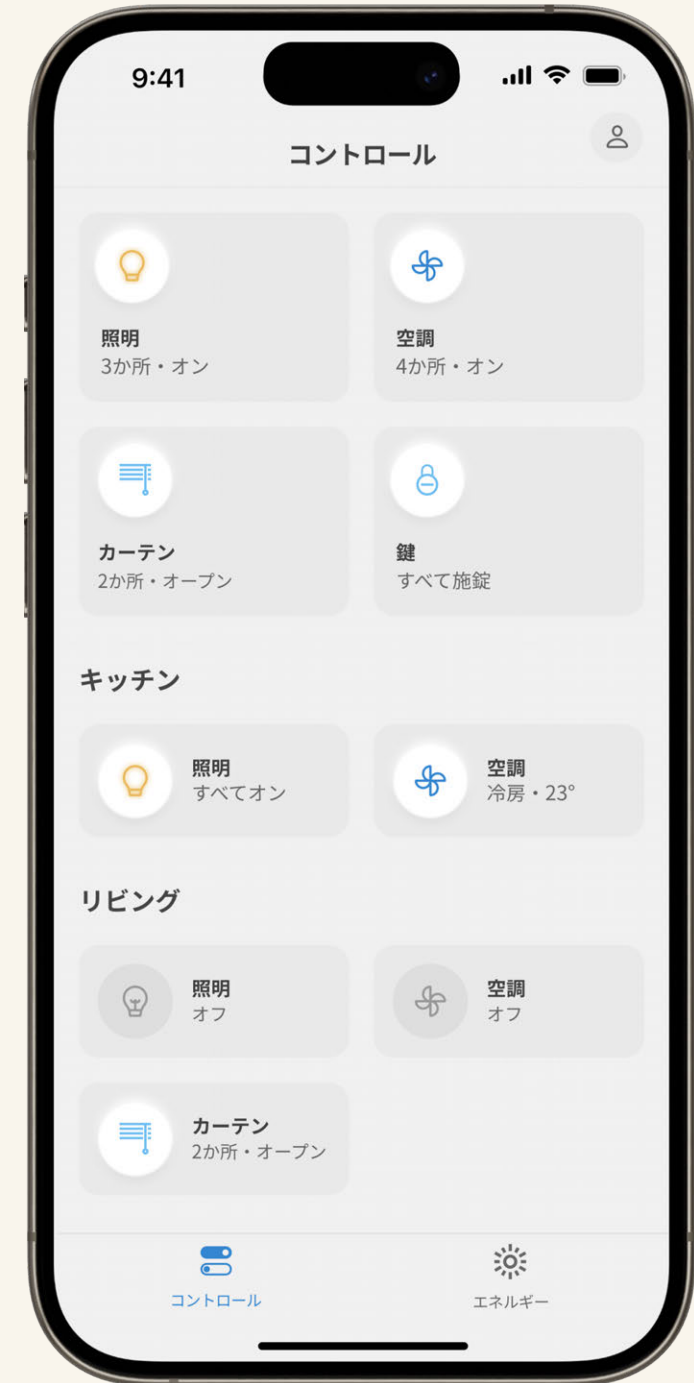 9:41
コントロール
照明
3か所・オン
空調
4か所・オン
カーテン
2か所・オープン
鍵
すべて施錠
キッチン
照明
すべてオン
空調
冷房・23°
リビング
照明
オフ
空調
オフ
カーテン
2か所・オープン
コントロール
エネルギー